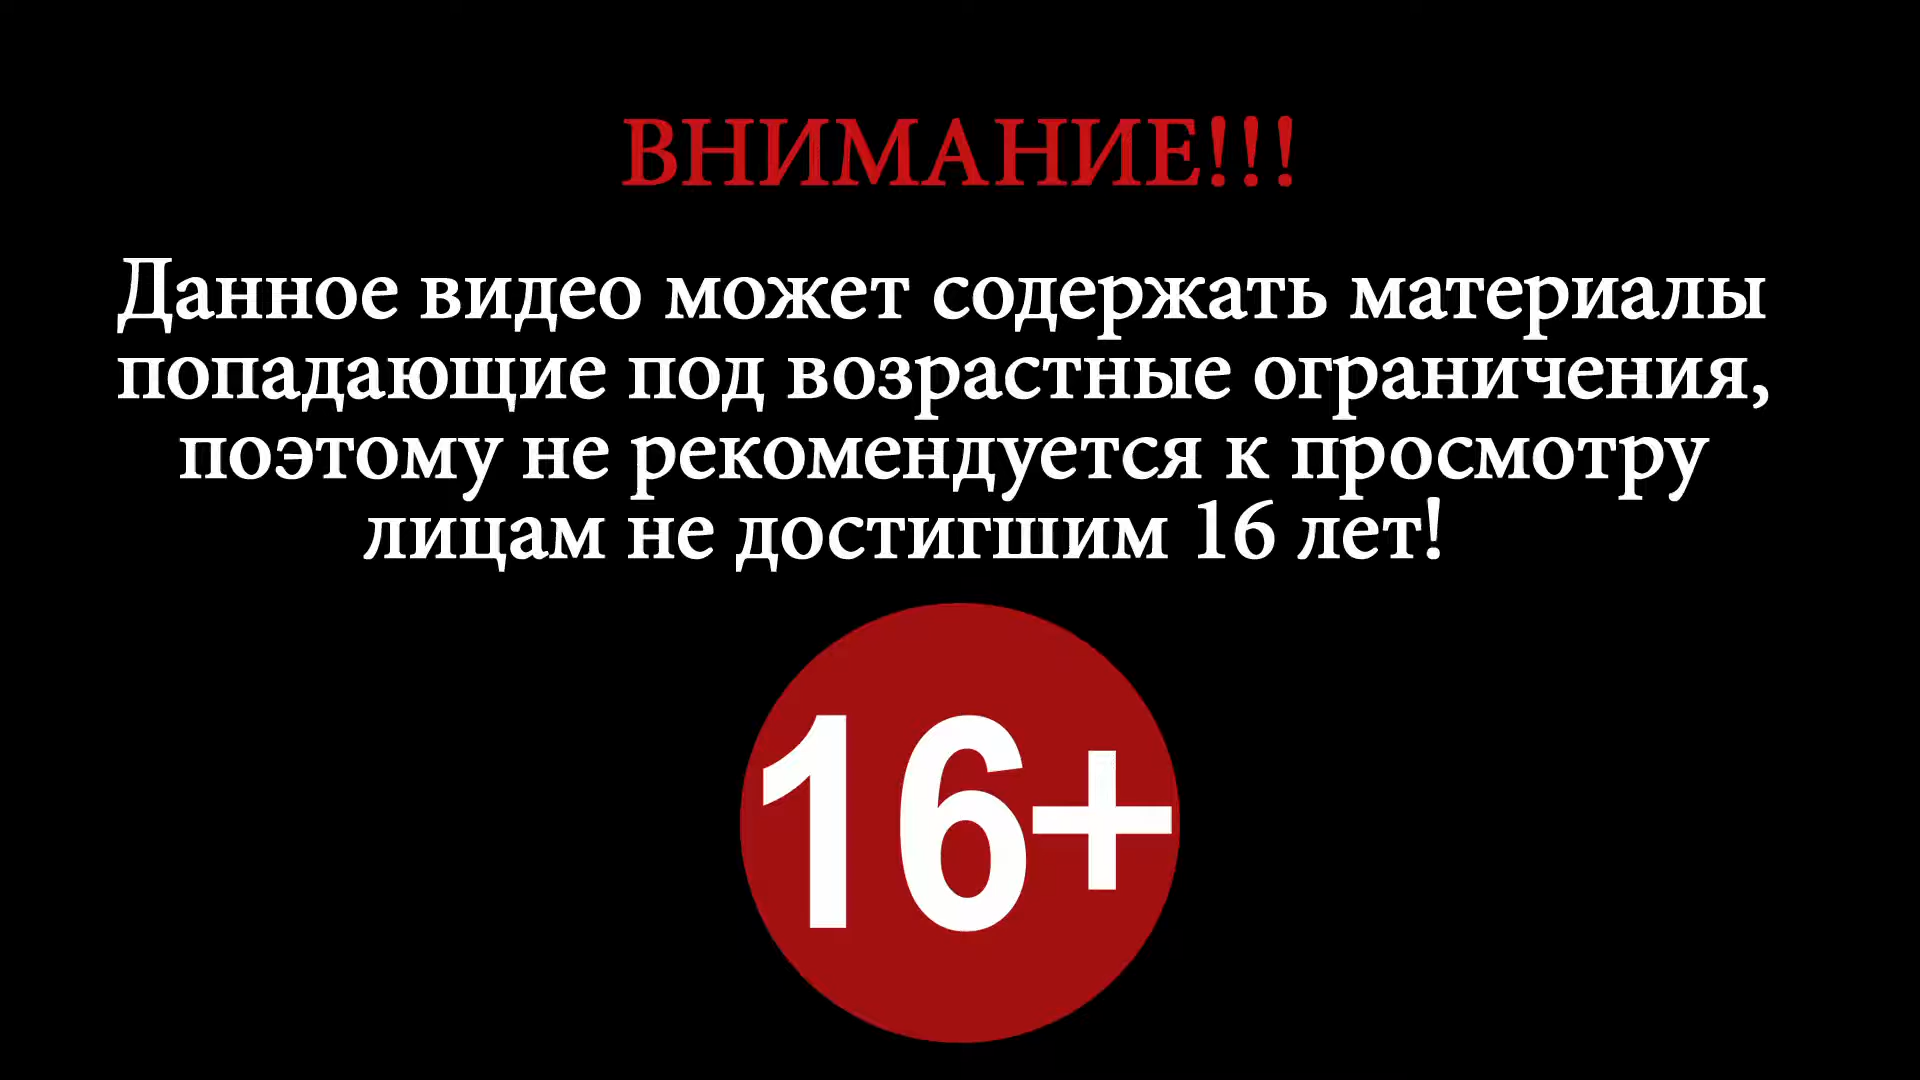 ВНИМАНИЕ!!!
Данное видео может содержать материалы
попадающие под возрастные ограничения,
поэтому не рекомендуется к просмотру
лицам не достигшим 16 лет!
16+